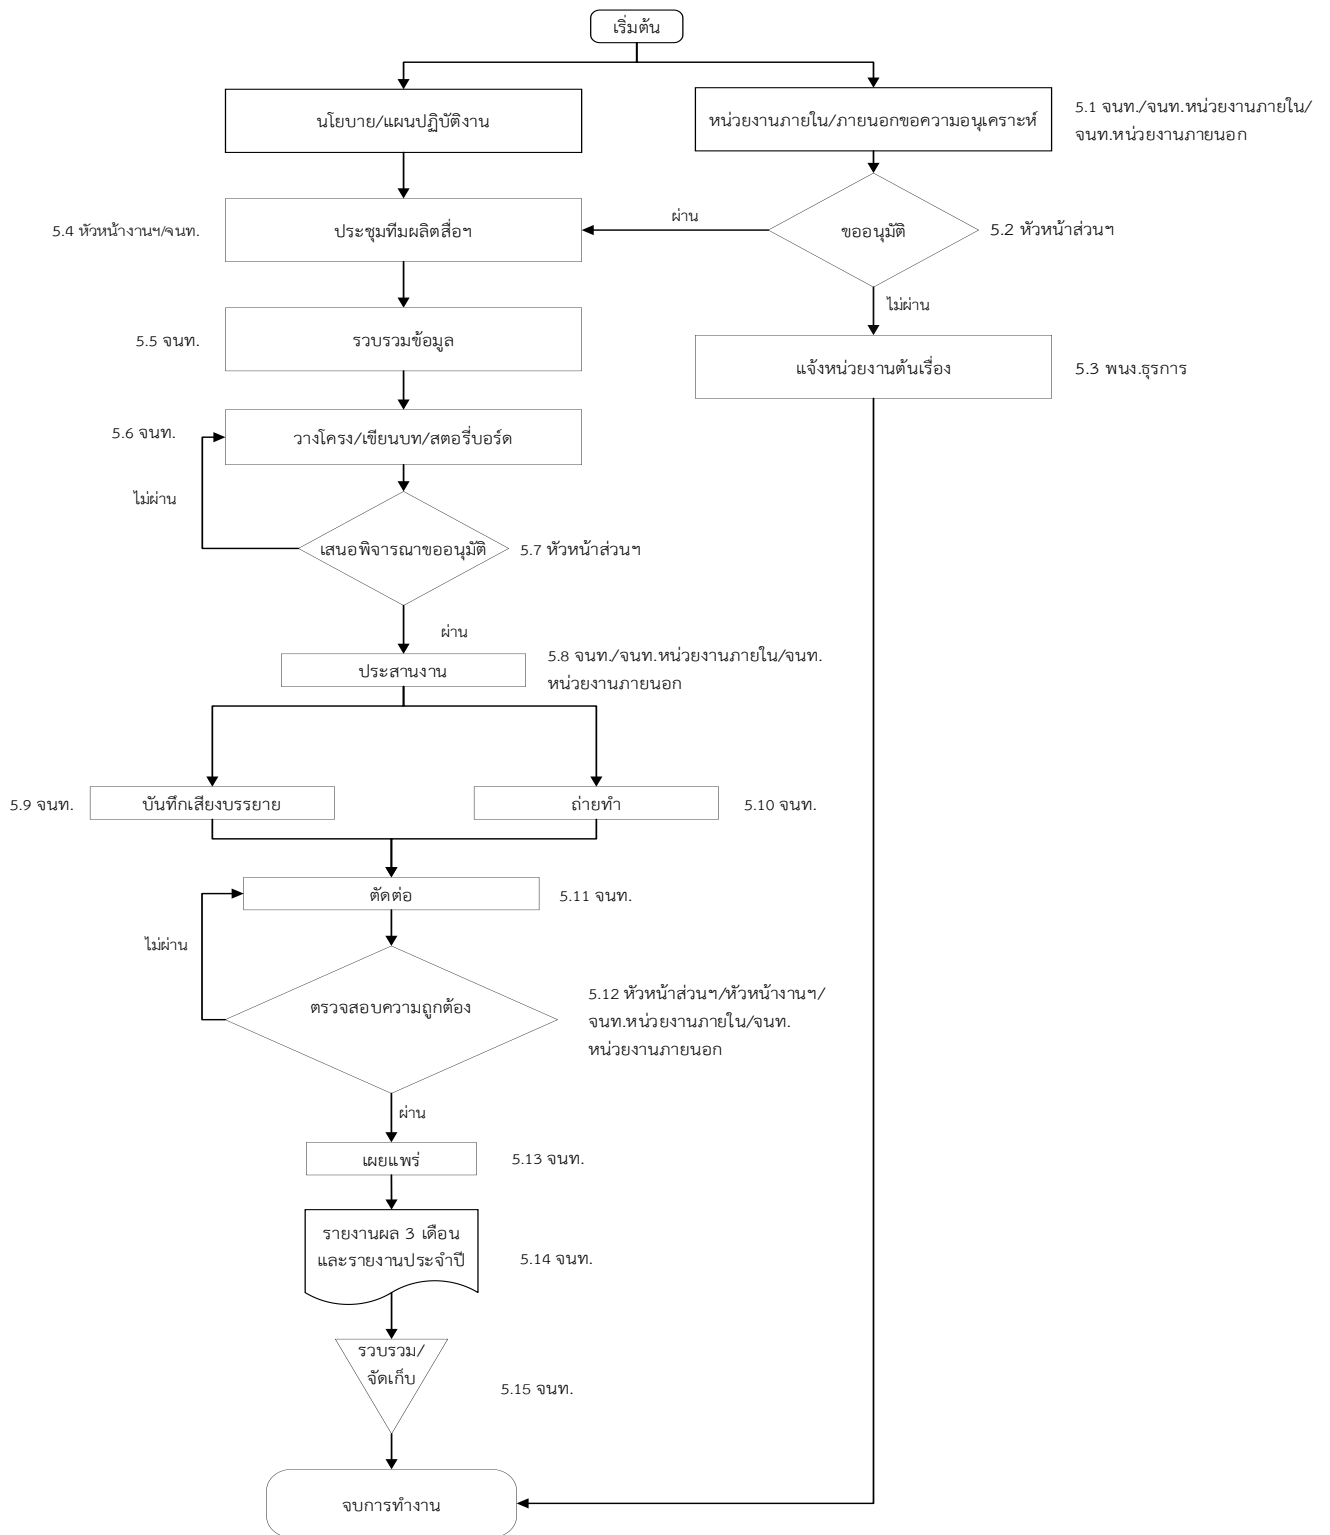 เริ่มต้น
นโยบาย/แผนปฏิบัติงาน
หน่วยงานภายใน/ภายนอกขอความอนุเคราะห์
5.1 จนท./จนท.หน่วยงานภายใน/
จนท.หน่วยงานภายนอก
5.4 หัวหน้างานฯ/จนท.
ประชุมทีมผลิตสื่อฯ
ผ่าน
ขออนุมัติ
5.2 หัวหน้าส่วนฯ
ไม่ผ่าน
5.5 จนท.
รวบรวมข้อมูล
แจ้งหน่วยงานต้นเรื่อง
5.3 พนง.ธุรการ
5.6 จนท.
วางโครง/เขียนบท/สตอรี่บอร์ด
ไม่ผ่าน
เสนอพิจารณาขออนุมัติ
5.7 หัวหน้าส่วนฯ
ผ่าน
ประสานงาน
5.8 จนท./จนท.หน่วยงานภายใน/จนท.
หน่วยงานภายนอก
5.9 จนท.
บันทึกเสียงบรรยาย
ถ่ายทำ
5.10 จนท.
ตัดต่อ
5.11 จนท.
ไม่ผ่าน
ตรวจสอบความถูกต้อง
5.12 หัวหน้าส่วนฯ/หัวหน้างานฯ/
จนท.หน่วยงานภายใน/จนท.
หน่วยงานภายนอก
ผ่าน
เผยแพร่
5.13 จนท.
รายงานผล 3 เดือน
และรายงานประจำปี
5.14 จนท.
รวบรวม/
จัดเก็บ
5.15 จนท.
จบการทำงาน